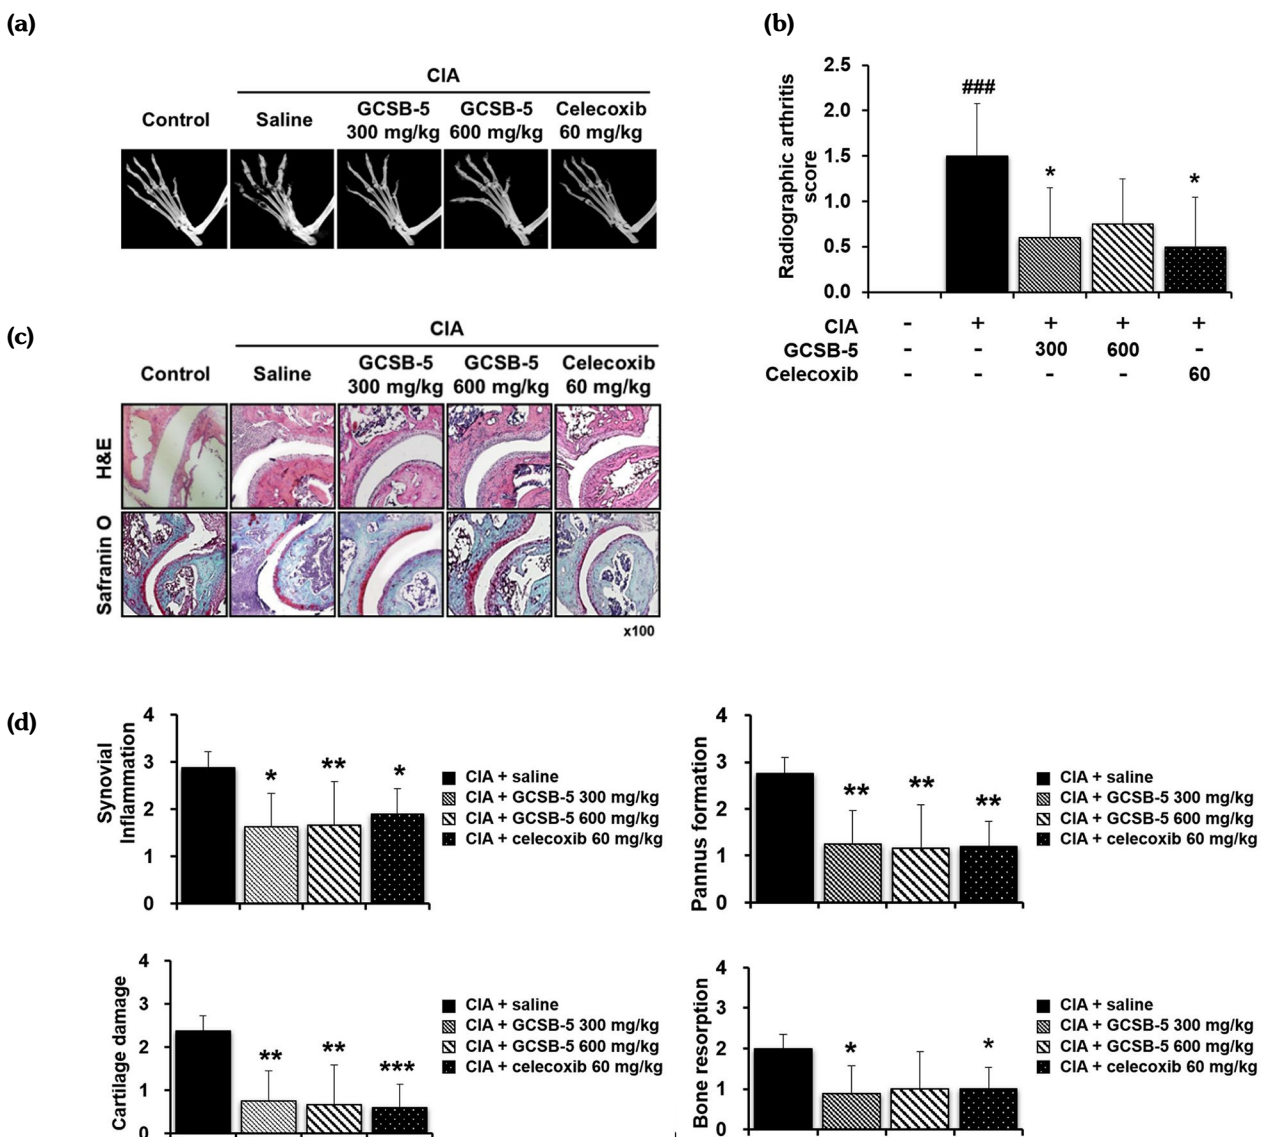 (a)
CIA
Control
Saline
GCSB-5
300 mg/kg
GCSB-5
600 mg/kg
Celecoxib
60 mg/kg
(b)
Radiographic arthritis
score
2.5
2.0
1.5
1.0
0.5
0.0
###
*
*
CIA - + + + +
GCSB-5 - - 300 600 -
Celecoxib - - - - 60
(c)
CIA
Control
Saline
GCSB-5
300 mg/kg
GCSB-5
600 mg/kg
Celecoxib
60 mg/kg
H&E
Safranin O
x100
(d)
Synovial
Inflammation
4
3
2
1
0
*
**
*
CIA + saline
CIA + GCSB-5 300 mg/kg
CIA + GCSB-5 600 mg/kg
CIA + celecoxib 60 mg/kg
Pannus formation
4
3
2
1
0
**
**
**
CIA + saline
CIA + GCSB-5 300 mg/kg
CIA + GCSB-5 600 mg/kg
CIA + celecoxib 60 mg/kg
Cartilage damage
4
3
2
1
0
**
**
***
CIA + saline
CIA + GCSB-5 300 mg/kg
CIA + GCSB-5 600 mg/kg
CIA + celecoxib 60 mg/kg
Bone resorption
4
3
2
1
0
*
*
CIA + saline
CIA + GCSB-5 300 mg/kg
CIA + GCSB-5 600 mg/kg
CIA + celecoxib 60 mg/kg